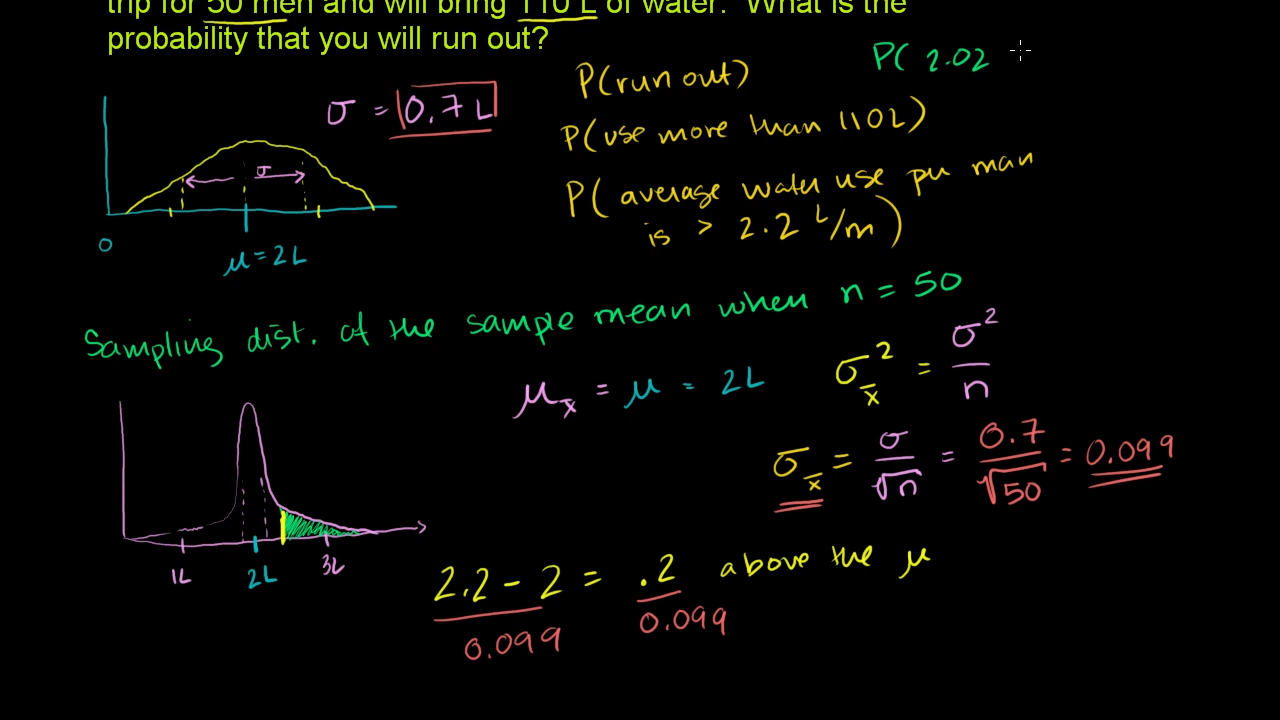 trip for 50 men and will bring 110 L of water. What is the
probability that you will run out?
P( 2.02
σ = 0.7 L
P(run out)
P(use more than 110L)
P( average water use per man
is > 2.2 L/m )
σ
0
μ = 2L
Sampling dist. of the sample mean when n = 50
μ_x̄ = μ = 2L
σ_x̄² = σ²/n
σ_x̄ = σ/√n = 0.7/√50 = 0.099
1L 2L 3L
2.2 - 2 / 0.099 = .2 / 0.099 above the μ